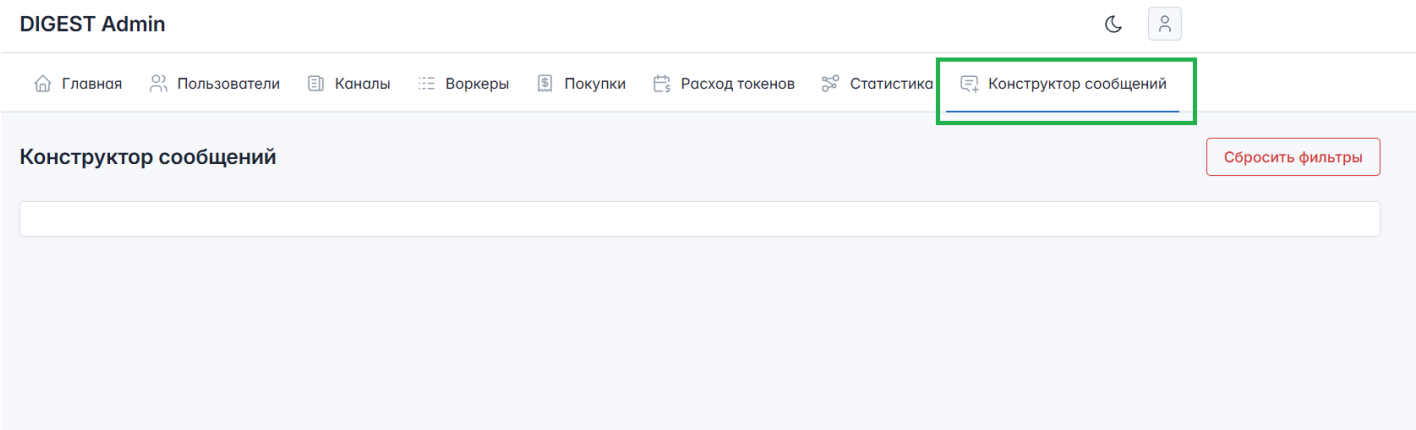 DIGEST Admin
Главная Пользователи Каналы Воркеры Покупки Расход токенов Статистика Конструктор сообщений
Конструктор сообщений
Сбросить фильтры